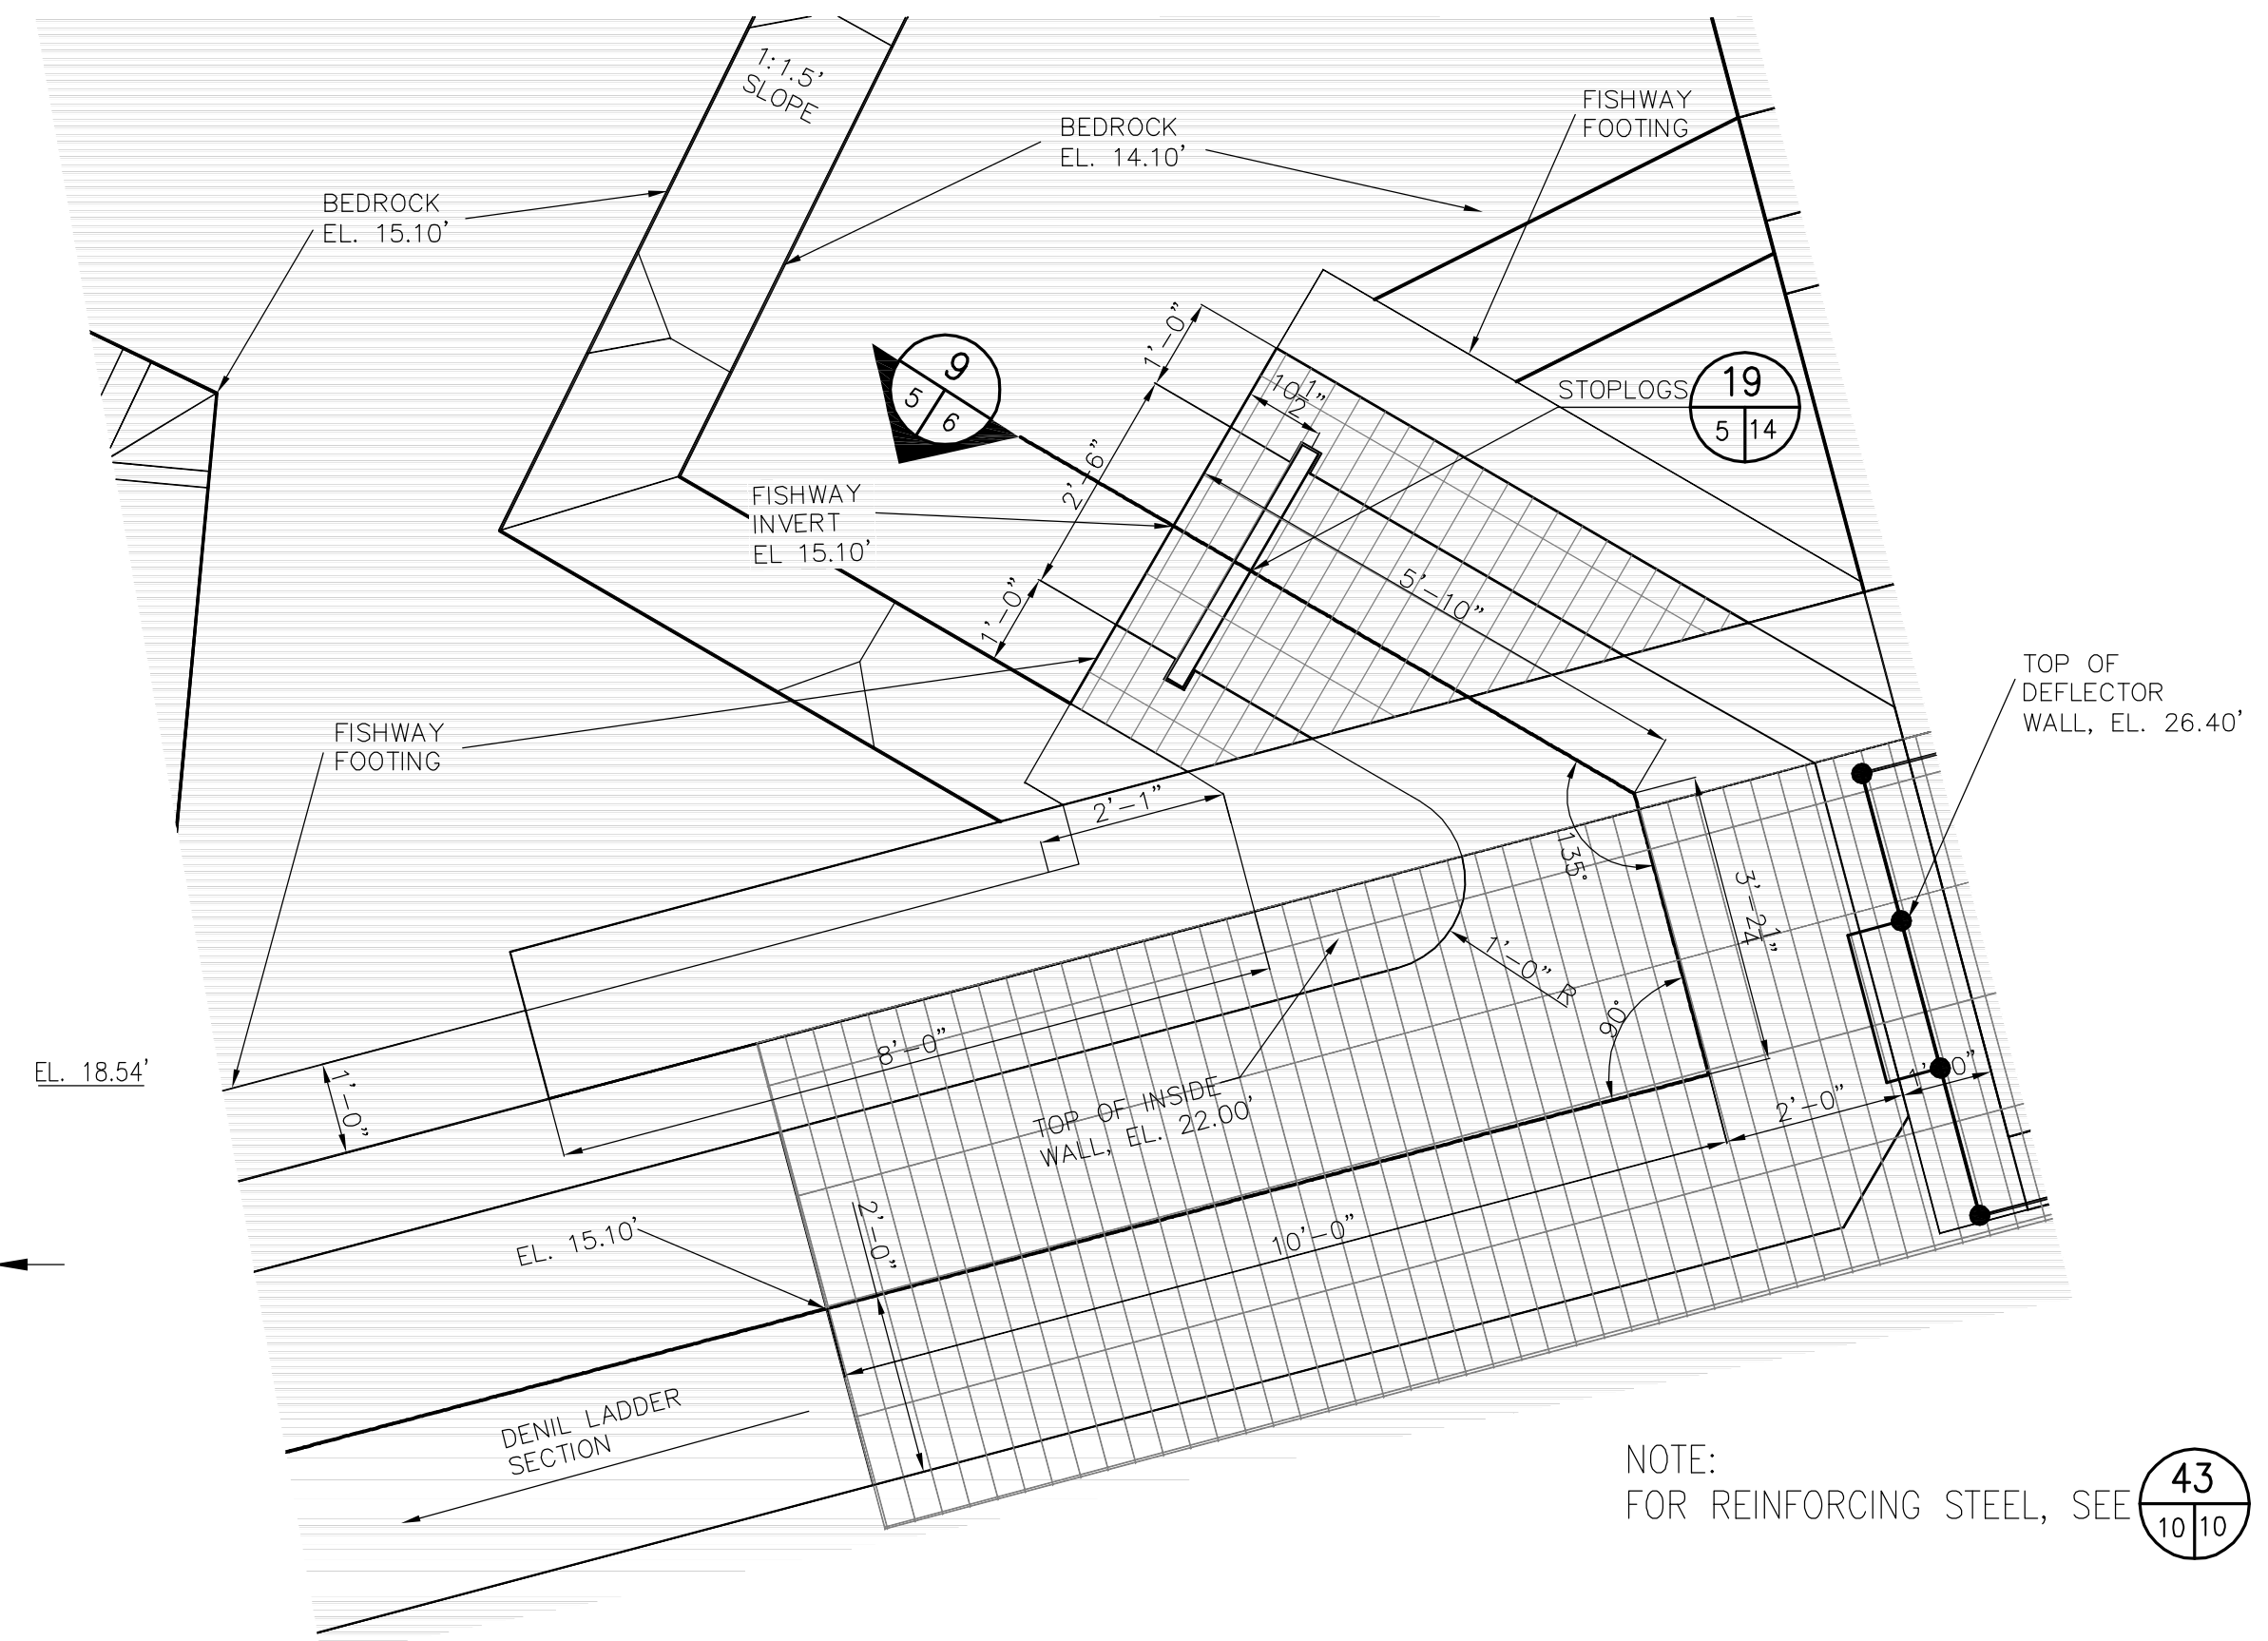 1:1.5'
SLOPE
FISHWAY
FOOTING
BEDROCK
EL. 14.10'
BEDROCK
EL. 15.10'
1'-0"
9
5
6
10 1/2"
STOPLOGS
19
5
14
2'-6"
FISHWAY
INVERT
EL 15.10'
5'-10"
1'-0"
TOP OF
DEFLECTOR
WALL, EL. 26.40'
FISHWAY
FOOTING
2'-1"
135°
3'-2 1/4"
1'-0" R
90°
8'-0"
EL. 18.54'
1'-0"
1'-0"
2'-0"
TOP OF INSIDE
WALL, EL. 22.00'
EL. 15.10'
2'-0"
10'-0"
DENIL LADDER
SECTION
NOTE:
FOR REINFORCING STEEL, SEE
43
10
10